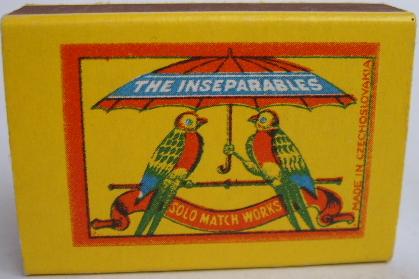 THE INSEPARABLES
SOLO MATCH WORKS
MADE IN CZECHOSLOVAKIA